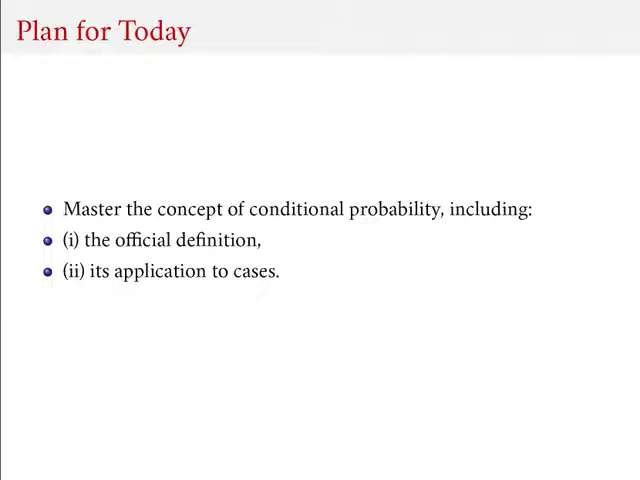 Plan for Today
Master the concept of conditional probability, including:
(i) the official definition,
(ii) its application to cases.